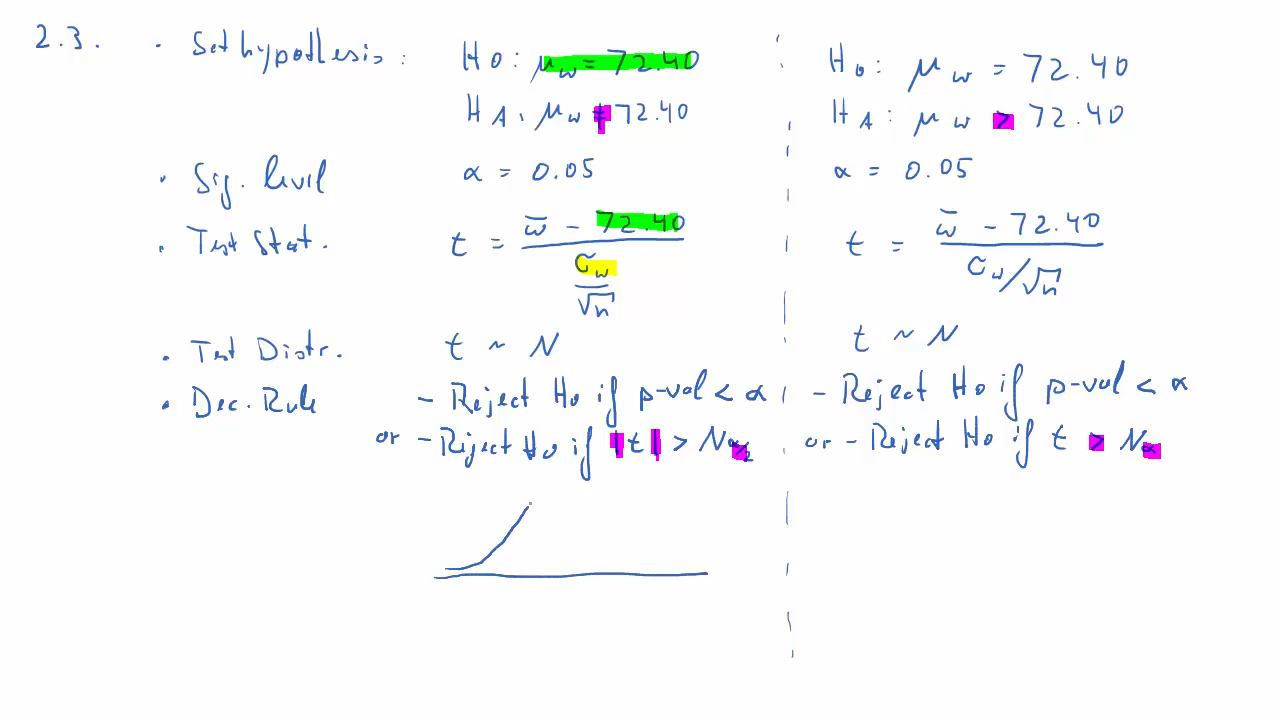 2.3. · Set hypothesis: H0: μw = 72.40 H0: μw = 72.40
HA: μw ≠ 72.40 HA: μw > 72.40
· Sig. level α = 0.05 α = 0.05
· Test Stat. t = (w̄ − 72.40) / (σw/√n) t = (w̄ − 72.40) / (σw/√n)
· Test Distr. t ~ N t ~ N
· Dec. Rule – Reject H0 if p-val < α – Reject H0 if p-val < α
or – Reject H0 if |t| > Nα/2 or – Reject H0 if t > Nα